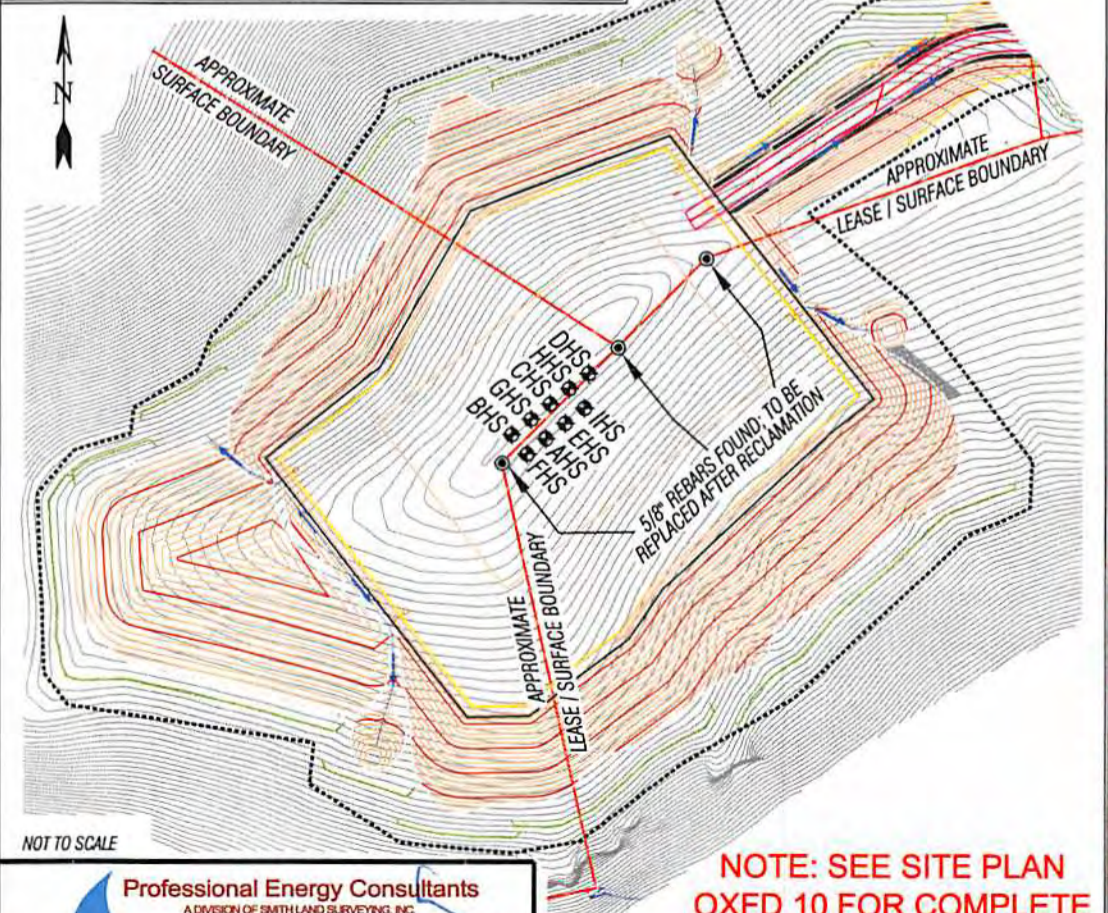 N
APPROXIMATE
SURFACE BOUNDARY
APPROXIMATE
LEASE / SURFACE BOUNDARY
DHS
HHS
CHS
GHS
BHS
IHS
EHS
AHS
FHS
5/8" REBARS FOUND; TO BE
REPLACED AFTER RECLAMATION
APPROXIMATE
LEASE / SURFACE BOUNDARY
NOT TO SCALE
Professional Energy Consultants
A DIVISION OF SMITH LAND SURVEYING, INC.
NOTE: SEE SITE PLAN
OXFD 10 FOR COMPLETE